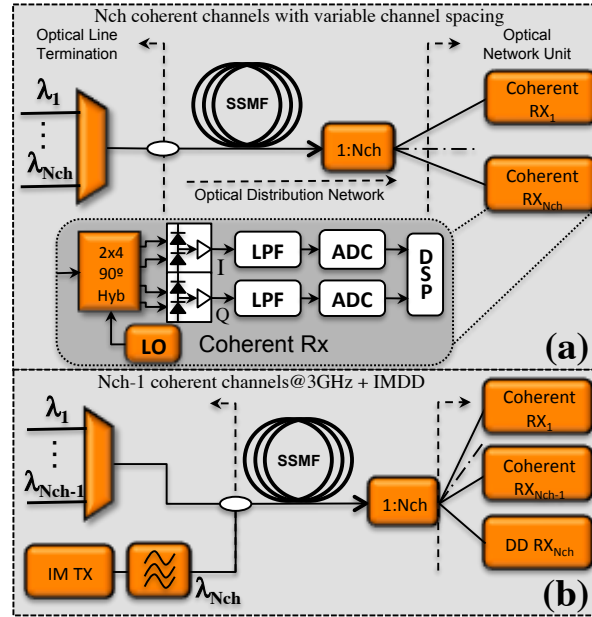 Nch coherent channels with variable channel spacing
Optical Line
Termination
Optical
Network Unit
λ1
⋮
λNch
SSMF
1:Nch
Coherent
RX1
Coherent
RXNch
Optical Distribution Network
2x4
90º
Hyb
I
Q
LPF
ADC
LPF
ADC
DSP
LO
Coherent Rx
(a)
Nch-1 coherent channels@3GHz + IMDD
λ1
⋮
λNch-1
SSMF
1:Nch
Coherent
RX1
Coherent
RXNch-1
DD RXNch
IM TX
λNch
(b)